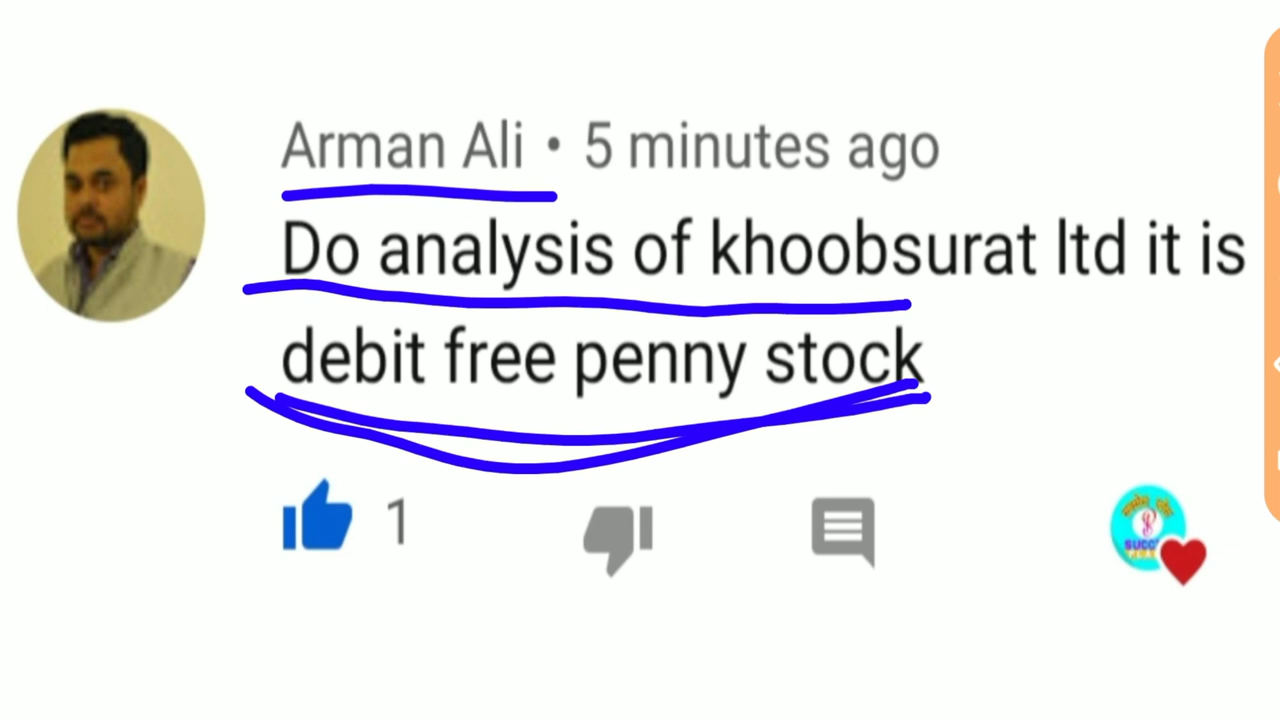 Arman Ali • 5 minutes ago
Do analysis of khoobsurat ltd it is
debit free penny stock
1